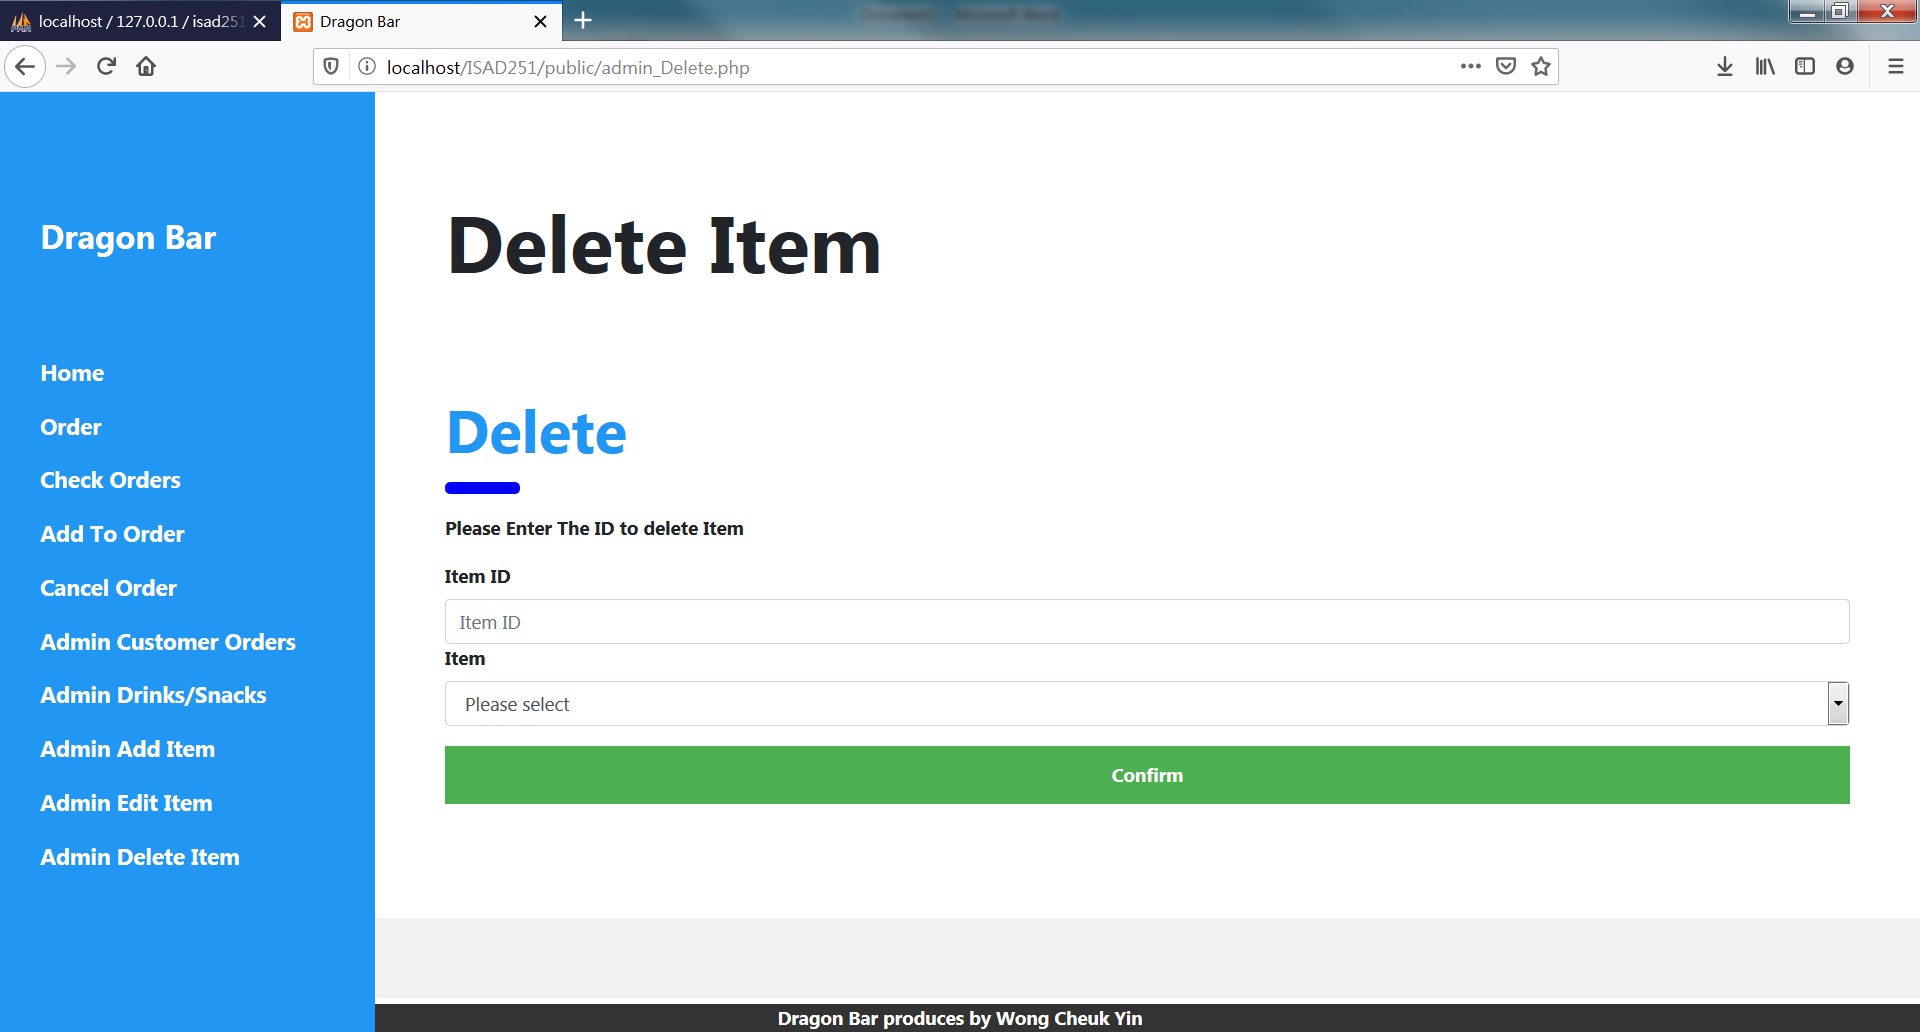 localhost / 127.0.0.1 / isad251
Dragon Bar
localhost/ISAD251/public/admin_Delete.php
Dragon Bar
Home
Order
Check Orders
Add To Order
Cancel Order
Admin Customer Orders
Admin Drinks/Snacks
Admin Add Item
Admin Edit Item
Admin Delete Item
Delete Item
Delete
Please Enter The ID to delete Item
Item ID
Item ID
Item
Please select
Confirm
Dragon Bar produces by Wong Cheuk Yin